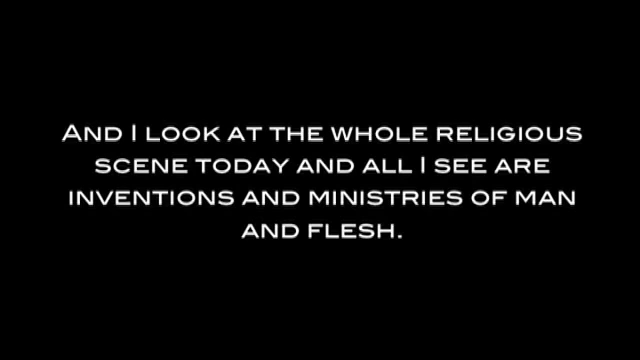 AND I LOOK AT THE WHOLE RELIGIOUS
SCENE TODAY AND ALL I SEE ARE
INVENTIONS AND MINISTRIES OF MAN
AND FLESH.